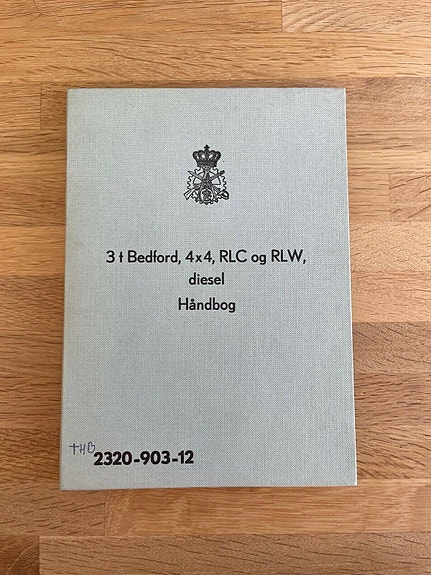 3 t Bedford, 4x4, RLC og RLW,
diesel
Håndbog
THB 2320-903-12